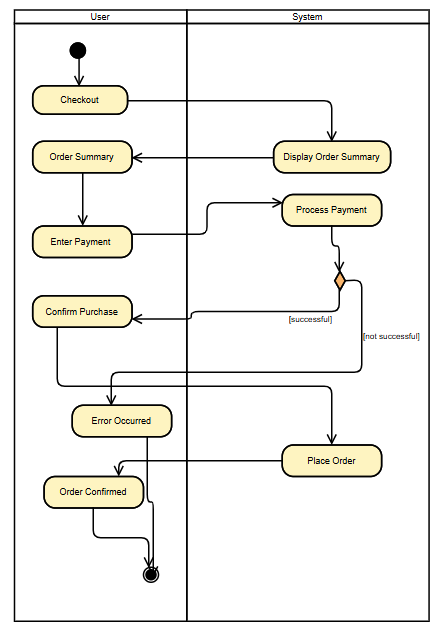 User
System
Checkout
Order Summary
Display Order Summary
Process Payment
Enter Payment
Confirm Purchase
[successful]
[not successful]
Error Occurred
Place Order
Order Confirmed